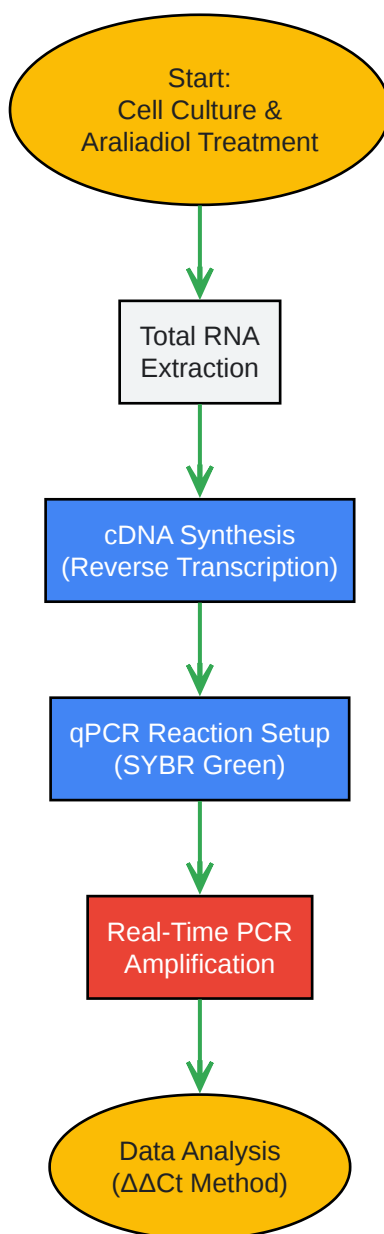 Start:
Cell Culture &
Araliadiol Treatment
Total RNA
Extraction
cDNA Synthesis
(Reverse Transcription)
qPCR Reaction Setup
(SYBR Green)
Real-Time PCR
Amplification
Data Analysis
(ΔΔCt Method)